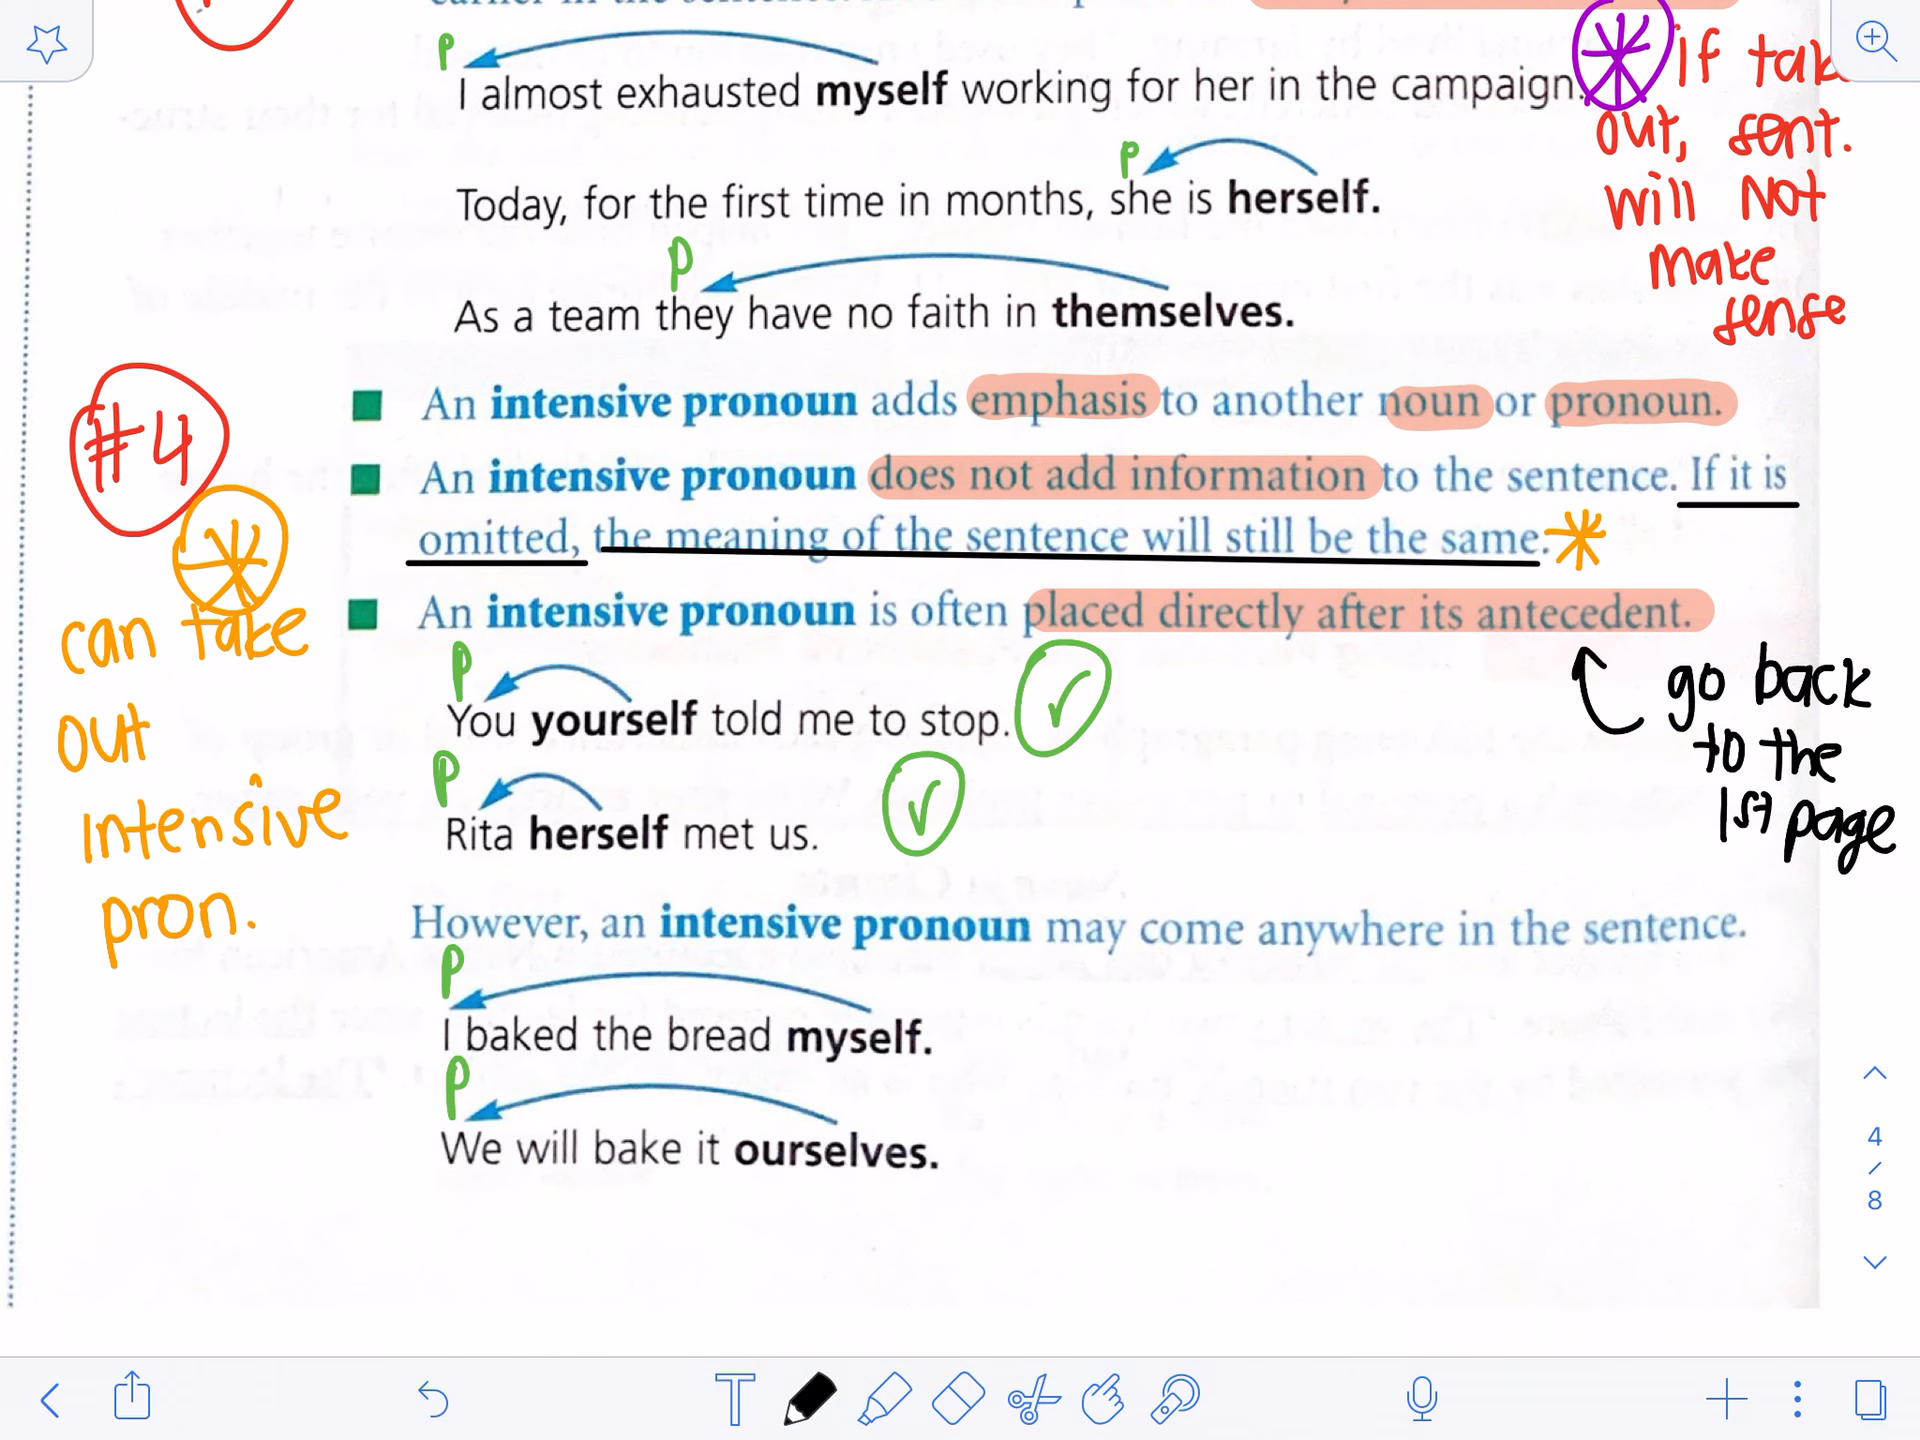 P
I almost exhausted myself working for her in the campaign.
if take
out, sent.
will NOT
make
sense
P
Today, for the first time in months, she is herself.
P
As a team they have no faith in themselves.
#4
An intensive pronoun adds emphasis to another noun or pronoun.
An intensive pronoun does not add information to the sentence. If it is
omitted, the meaning of the sentence will still be the same.
An intensive pronoun is often placed directly after its antecedent.
can take
out
intensive
pron.
P
You yourself told me to stop.
P
Rita herself met us.
go back
to the
1st page
However, an intensive pronoun may come anywhere in the sentence.
P
I baked the bread myself.
P
We will bake it ourselves.
4
/
8
T